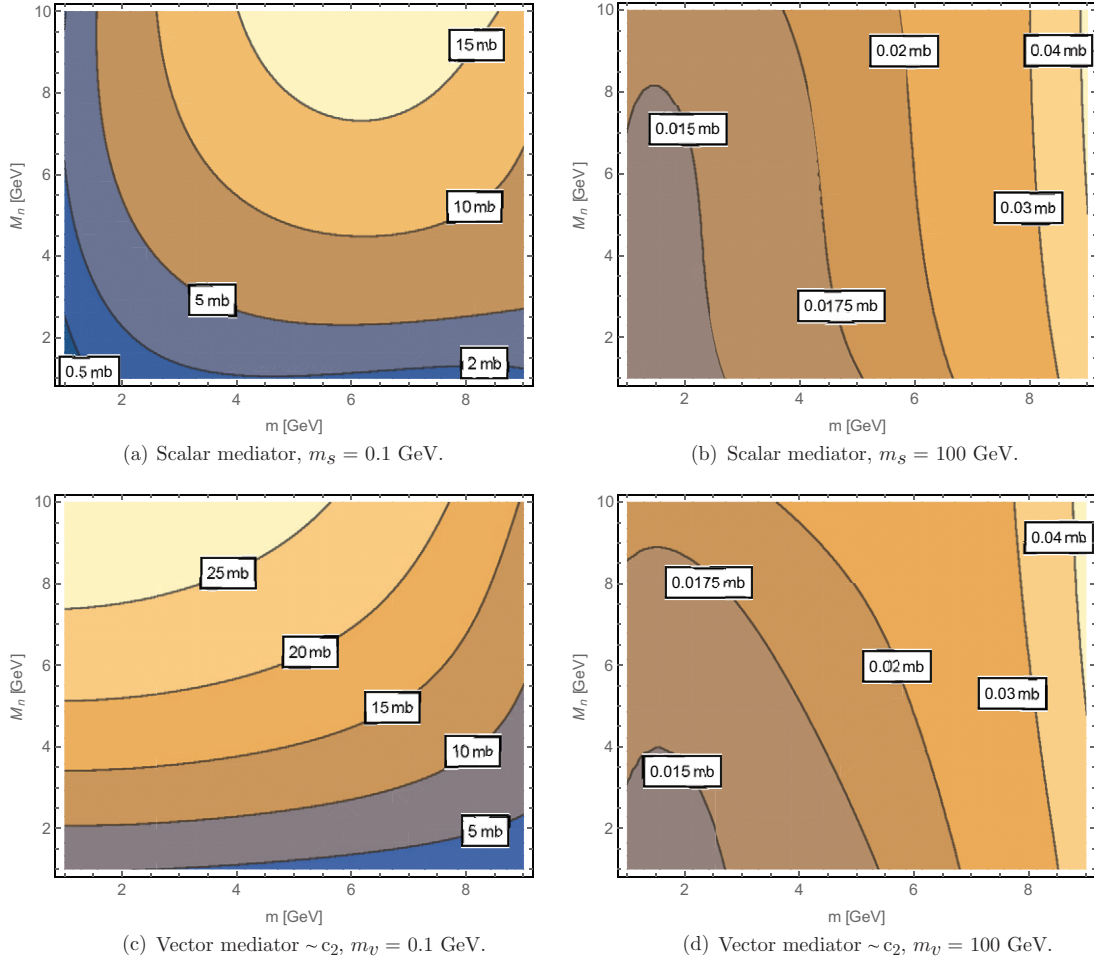 10
8
6
4
2
2
4
6
8
M_n [GeV]
m [GeV]
15 mb
10 mb
5 mb
2 mb
0.5 mb
(a) Scalar mediator, m_s = 0.1 GeV.
10
8
6
4
2
2
4
6
8
M_n [GeV]
m [GeV]
0.02 mb
0.04 mb
0.015 mb
0.03 mb
0.0175 mb
(b) Scalar mediator, m_s = 100 GeV.
10
8
6
4
2
2
4
6
8
M_n [GeV]
m [GeV]
25 mb
20 mb
15 mb
10 mb
5 mb
(c) Vector mediator ~ c₂, m_v = 0.1 GeV.
10
8
6
4
2
2
4
6
8
M_n [GeV]
m [GeV]
0.04 mb
0.0175 mb
0.02 mb
0.03 mb
0.015 mb
(d) Vector mediator ~ c₂, m_v = 100 GeV.